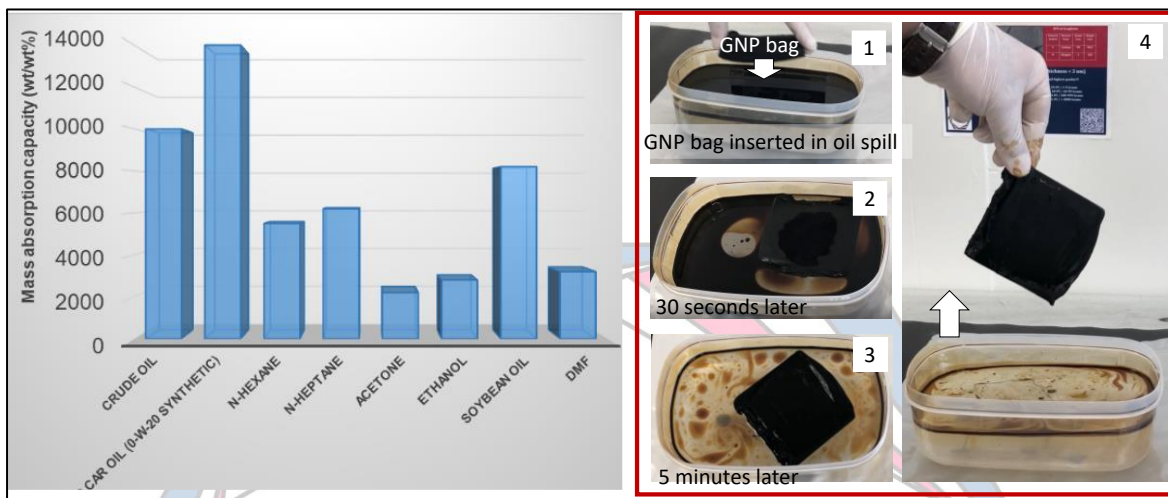 Mass absorption capacity (wt/wt%)
14000
12000
10000
8000
6000
4000
2000
0
CRUDE OIL
CAR OIL (0-W-20 SYNTHETIC)
N-HEXANE
N-HEPTANE
ACETONE
ETHANOL
SOYBEAN OIL
DMF
GNP bag
1
GNP bag inserted in oil spill
2
30 seconds later
3
5 minutes later
4